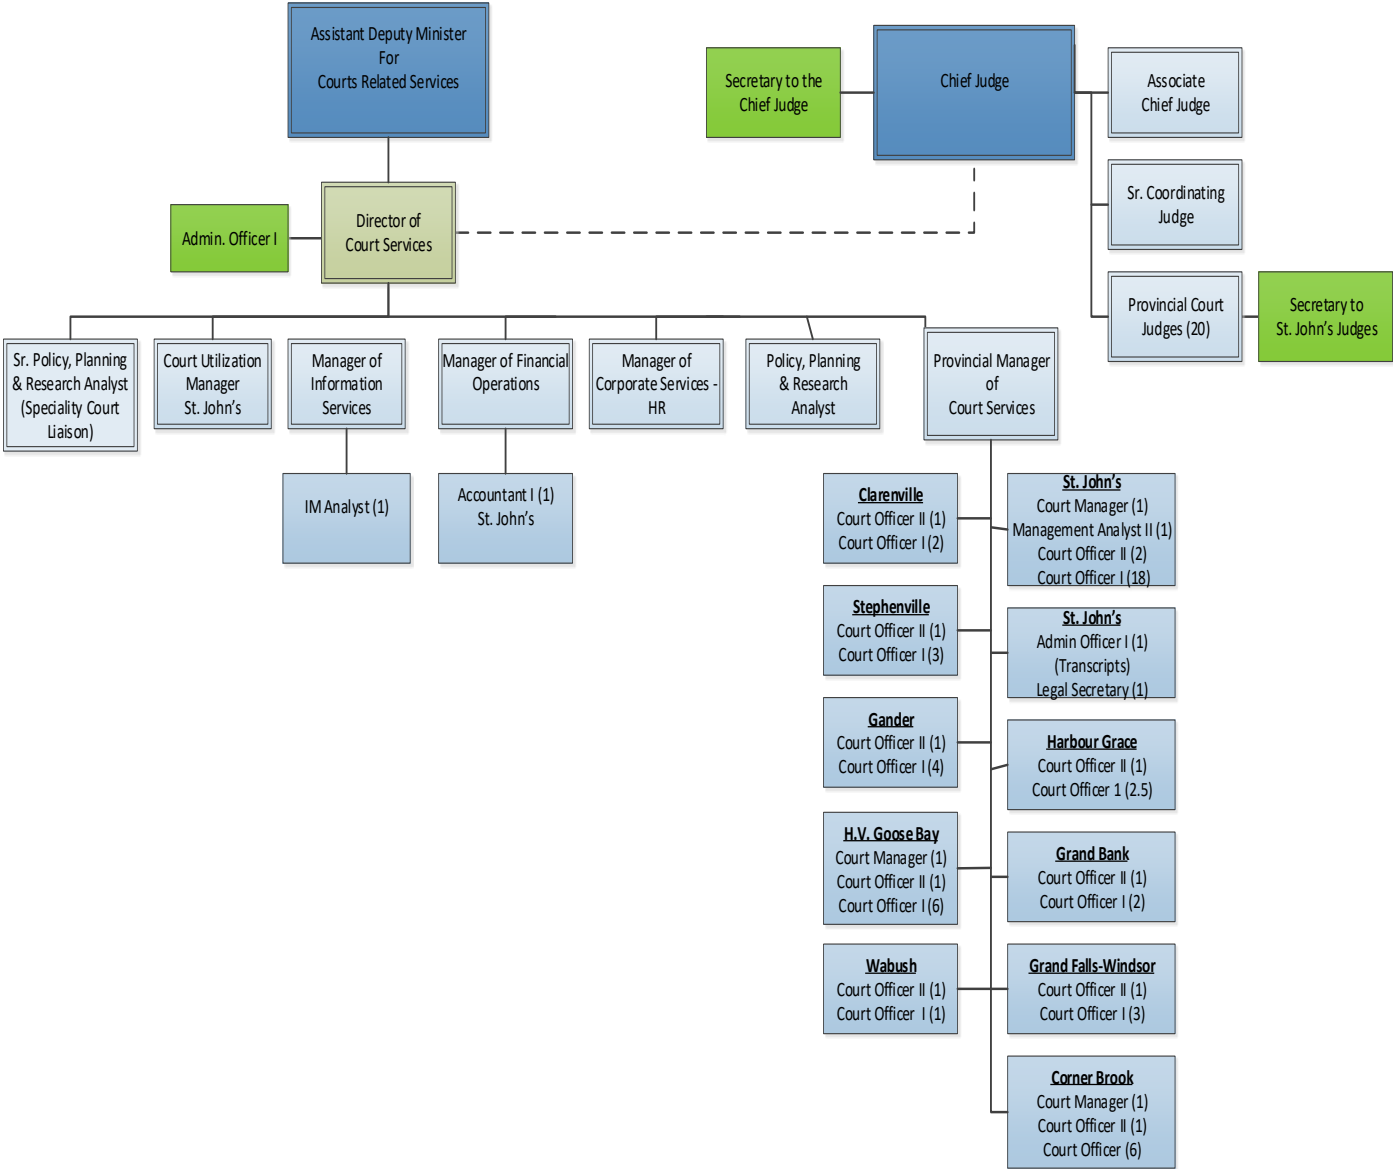 Assistant Deputy Minister
For
Courts Related Services
Secretary to the
Chief Judge
Chief Judge
Associate
Chief Judge
Sr. Coordinating
Judge
Provincial Court
Judges (20)
Secretary to
St. John's Judges
Admin. Officer I
Director of
Court Services
Sr. Policy, Planning
& Research Analyst
(Speciality Court
Liaison)
Court Utilization
Manager
St. John's
Manager of
Information
Services
Manager of Financial
Operations
Manager of
Corporate Services -
HR
Policy, Planning
& Research
Analyst
Provincial Manager
of
Court Services
IM Analyst (1)
Accountant I (1)
St. John's
Clarenville
Court Officer II (1)
Court Officer I (2)
St. John's
Court Manager (1)
Management Analyst II (1)
Court Officer II (2)
Court Officer I (18)
Stephenville
Court Officer II (1)
Court Officer I (3)
St. John's
Admin Officer I (1)
(Transcripts)
Legal Secretary (1)
Gander
Court Officer II (1)
Court Officer I (4)
Harbour Grace
Court Officer II (1)
Court Officer 1 (2.5)
H.V. Goose Bay
Court Manager (1)
Court Officer II (1)
Court Officer I (6)
Grand Bank
Court Officer II (1)
Court Officer I (2)
Wabush
Court Officer II (1)
Court Officer  I (1)
Grand Falls-Windsor
Court Officer II (1)
Court Officer I (3)
Corner Brook
Court Manager (1)
Court Officer II (1)
Court Officer (6)